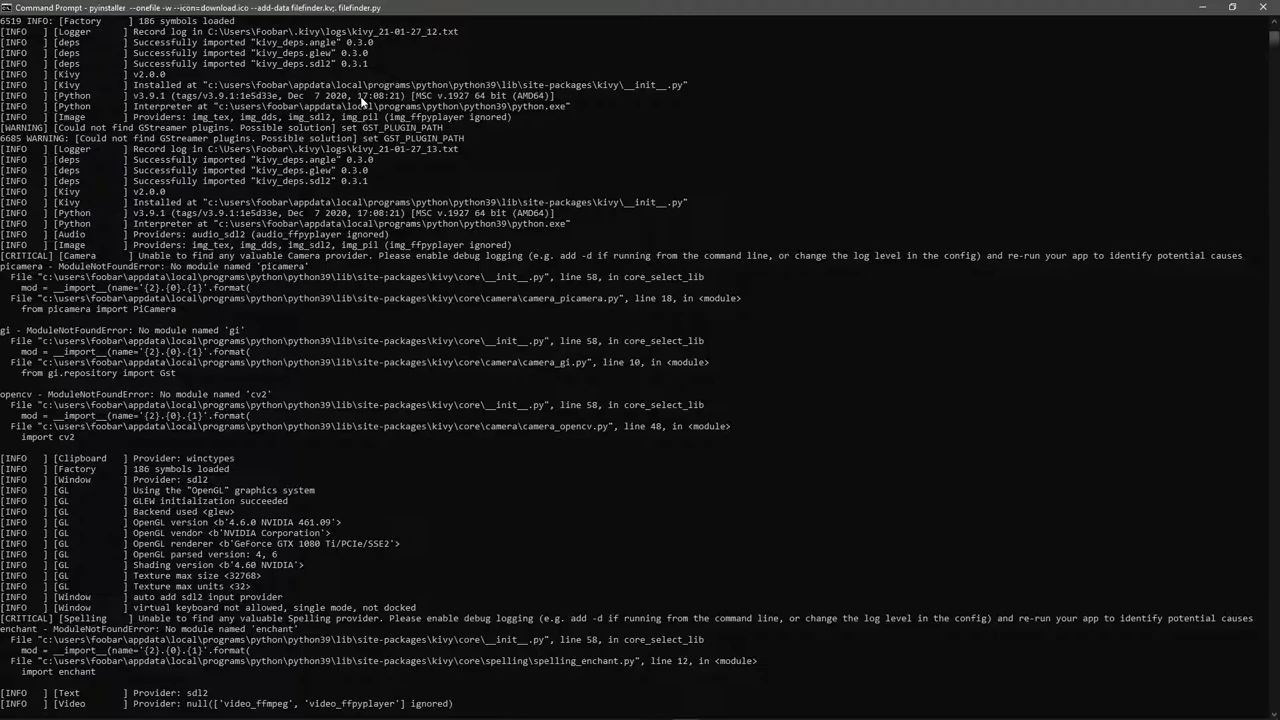 Command Prompt - pyinstaller --onefile -w --icon=download.ico --add-data filefinder.kv;. filefinder.py
6519 INFO: [Factory     ] 186 symbols loaded
[INFO   ] [Logger      ] Record log in C:\Users\Foobar\.kivy\logs\kivy_21-01-27_12.txt
[INFO   ] [deps        ] Successfully imported "kivy_deps.angle" 0.3.0
[INFO   ] [deps        ] Successfully imported "kivy_deps.glew" 0.3.0
[INFO   ] [deps        ] Successfully imported "kivy_deps.sdl2" 0.3.1
[INFO   ] [Kivy        ] v2.0.0
[INFO   ] [Kivy        ] Installed at "c:\users\foobar\appdata\local\programs\python\python39\lib\site-packages\kivy\__init__.py"
[INFO   ] [Python      ] v3.9.1 (tags/v3.9.1:1e5d33e, Dec  7 2020, 17:08:21) [MSC v.1927 64 bit (AMD64)]
[INFO   ] [Python      ] Interpreter at "c:\users\foobar\appdata\local\programs\python\python39\python.exe"
[INFO   ] [Image       ] Providers: img_tex, img_dds, img_sdl2, img_pil (img_ffpyplayer ignored)
[WARNING] [Could not find GStreamer plugins. Possible solution] set GST_PLUGIN_PATH
6685 WARNING: [Could not find GStreamer plugins. Possible solution] set GST_PLUGIN_PATH
[INFO   ] [Logger      ] Record log in C:\Users\Foobar\.kivy\logs\kivy_21-01-27_13.txt
[INFO   ] [deps        ] Successfully imported "kivy_deps.angle" 0.3.0
[INFO   ] [deps        ] Successfully imported "kivy_deps.glew" 0.3.0
[INFO   ] [deps        ] Successfully imported "kivy_deps.sdl2" 0.3.1
[INFO   ] [Kivy        ] v2.0.0
[INFO   ] [Kivy        ] Installed at "c:\users\foobar\appdata\local\programs\python\python39\lib\site-packages\kivy\__init__.py"
[INFO   ] [Python      ] v3.9.1 (tags/v3.9.1:1e5d33e, Dec  7 2020, 17:08:21) [MSC v.1927 64 bit (AMD64)]
[INFO   ] [Python      ] Interpreter at "c:\users\foobar\appdata\local\programs\python\python39\python.exe"
[INFO   ] [Audio       ] Providers: audio_sdl2 (foobar_ffpyplayer ignored)
[INFO   ] [Image       ] Providers: img_tex, img_dds, img_sdl2, img_pil (img_ffpyplayer ignored)
[CRITICAL] [Camera      ] Unable to find any valuable Camera provider. Please enable debug logging (e.g. add -d if running from the command line, or change the log level in the config) and re-run your app to identify potential causes
picamera - ModuleNotFoundError: No module named 'picamera'
  File "c:\users\foobar\appdata\local\programs\python\python39\lib\site-packages\kivy\core\__init__.py", line 58, in core_select_lib
    mod = __import__(name='{2}.{0}.{1}'.format(
  File "c:\users\foobar\appdata\local\programs\python\python39\lib\site-packages\kivy\core\camera\camera_picamera.py", line 18, in <module>
    from picamera import PiCamera
gi - ModuleNotFoundError: No module named 'gi'
  File "c:\users\foobar\appdata\local\programs\python\python39\lib\site-packages\kivy\core\__init__.py", line 58, in core_select_lib
    mod = __import__(name='{2}.{0}.{1}'.format(
  File "c:\users\foobar\appdata\local\programs\python\python39\lib\site-packages\kivy\core\camera\camera_gi.py", line 10, in <module>
    from gi.repository import Gst
opencv - ModuleNotFoundError: No module named 'cv2'
  File "c:\users\foobar\appdata\local\programs\python\python39\lib\site-packages\kivy\core\__init__.py", line 58, in core_select_lib
    mod = __import__(name='{2}.{0}.{1}'.format(
  File "c:\users\foobar\appdata\local\programs\python\python39\lib\site-packages\kivy\core\camera\camera_opencv.py", line 48, in <module>
    import cv2
[INFO   ] [Clipboard   ] Provider: winctypes
[INFO   ] [Factory     ] 186 symbols loaded
[INFO   ] [Window      ] Provider: sdl2
[INFO   ] [GL          ] Using the "OpenGL" graphics system
[INFO   ] [GL          ] GLEW initialization succeeded
[INFO   ] [GL          ] Backend used <glew>
[INFO   ] [GL          ] OpenGL version <b'4.6.0 NVIDIA 461.09'>
[INFO   ] [GL          ] OpenGL vendor <b'NVIDIA Corporation'>
[INFO   ] [GL          ] OpenGL renderer <b'GeForce GTX 1080 Ti/PCIe/SSE2'>
[INFO   ] [GL          ] OpenGL parsed version: 4, 6
[INFO   ] [GL          ] Shading version <b'4.60 NVIDIA'>
[INFO   ] [GL          ] Texture max size <32768>
[INFO   ] [GL          ] Texture max units <32>
[INFO   ] [Window      ] auto add sdl2 input provider
[INFO   ] [Window      ] virtual keyboard not allowed, single mode, not docked
[CRITICAL] [Spelling    ] Unable to find any valuable Spelling provider. Please enable debug logging (e.g. add -d if running from the command line, or change the log level in the config) and re-run your app to identify potential causes
enchant - ModuleNotFoundError: No module named 'enchant'
  File "c:\users\foobar\appdata\local\programs\python\python39\lib\site-packages\kivy\core\__init__.py", line 58, in core_select_lib
    mod = __import__(name='{2}.{0}.{1}'.format(
  File "c:\users\foobar\appdata\local\programs\python\python39\lib\site-packages\kivy\core\spelling\spelling_enchant.py", line 12, in <module>
    import enchant
[INFO   ] [Text        ] Provider: sdl2
[INFO   ] [Video       ] Provider: null(['video_ffmpeg', 'video_ffpyplayer'] ignored)